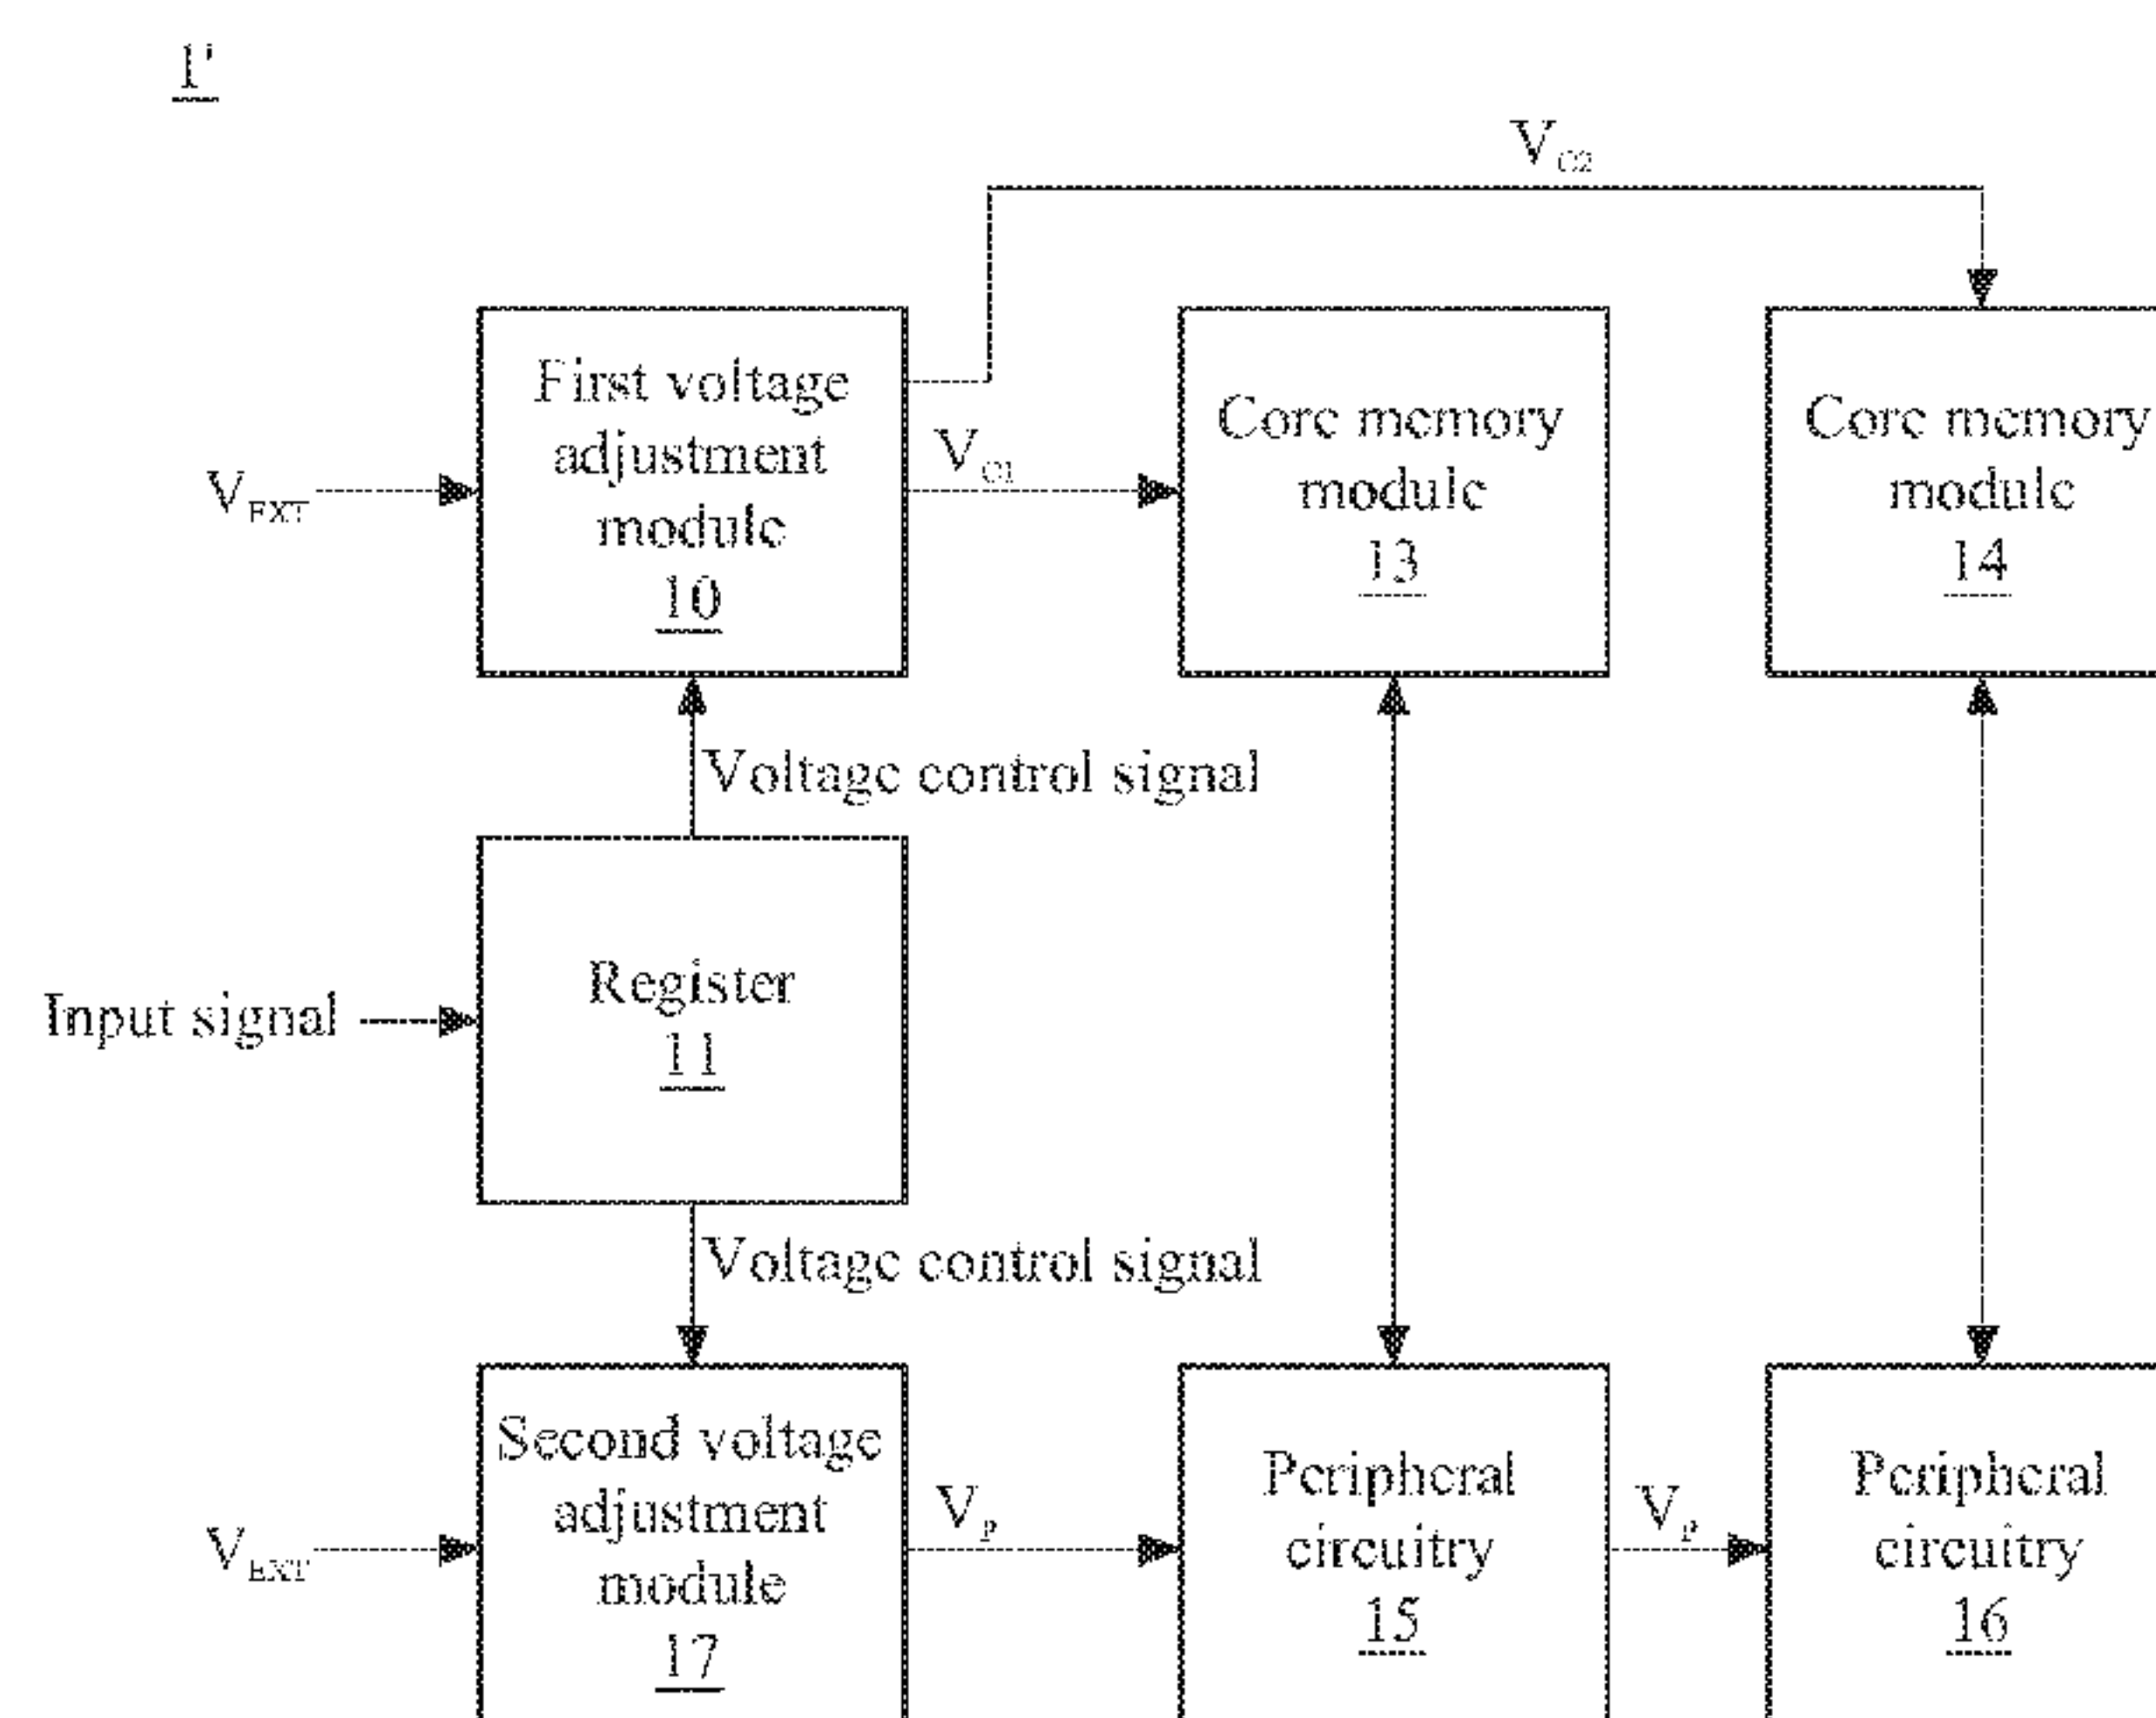 1'
V_C2
First voltage
adjustment
module
10
V_EXT
V_C1
Core memory
module
13
Core memory
module
14
Voltage control signal
Input signal
Register
11
Voltage control signal
V_EXT
Second voltage
adjustment
module
17
V_P
Peripheral
circuitry
15
V_P
Peripheral
circuitry
16